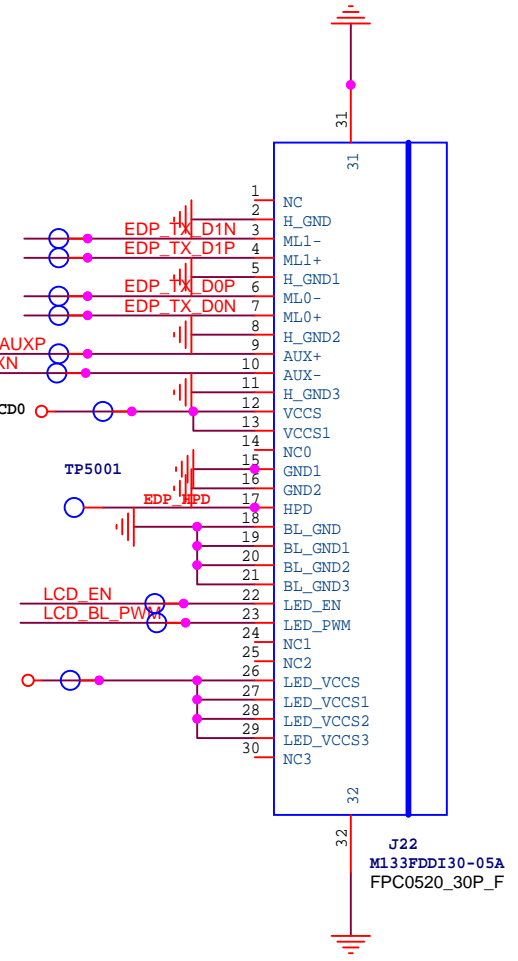 31
31
1 NC
2 H_GND
EDP_TX_D1N 3 ML1-
EDP_TX_D1P 4 ML1+
5 H_GND1
EDP_TX_D0P 6 ML0-
EDP_TX_D0N 7 ML0+
8 H_GND2
AUXP 9 AUX+
XN 10 AUX-
11 H_GND3
CD0 12 VCCS
13 VCCS1
14 NC0
TP5001 15 GND1
16 GND2
EDP_HPD 17 HPD
18 BL_GND
19 BL_GND1
20 BL_GND2
21 BL_GND3
LCD_EN 22 LED_EN
LCD_BL_PWM 23 LED_PWM
24 NC1
25 NC2
26 LED_VCCS
27 LED_VCCS1
28 LED_VCCS2
29 LED_VCCS3
30 NC3
32
32
J22
M133FDDI30-05A
FPC0520_30P_F